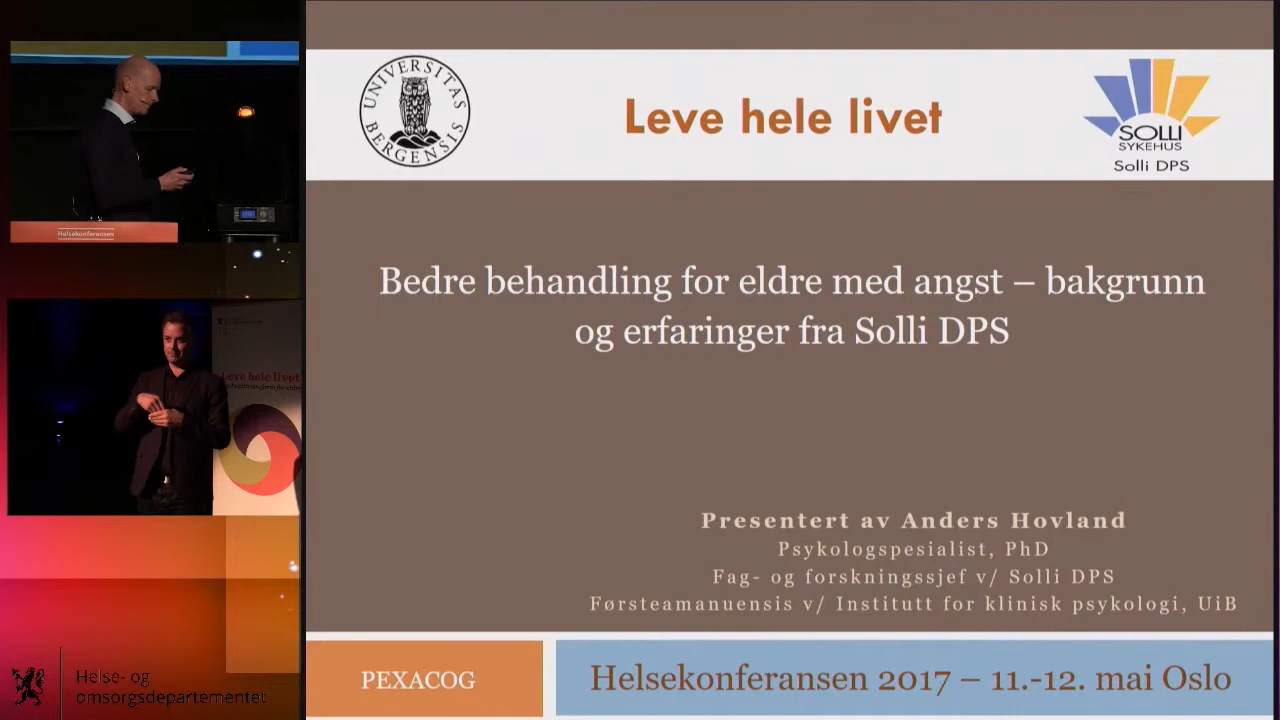 Helsekonferansen
Leve hele livet
Helse- og
omsorgsdepartementet
UNIVERSITAS
BERGENSIS
Leve hele livet
SOLLI
SYKEHUS
Solli DPS
Bedre behandling for eldre med angst – bakgrunn
og erfaringer fra Solli DPS
Presentert av Anders Hovland
Psykologspesialist, PhD
Fag- og forskningssjef v/ Solli DPS
Førsteamanuensis v/ Institutt for klinisk psykologi, UiB
PEXACOG
Helsekonferansen 2017 – 11.-12. mai Oslo